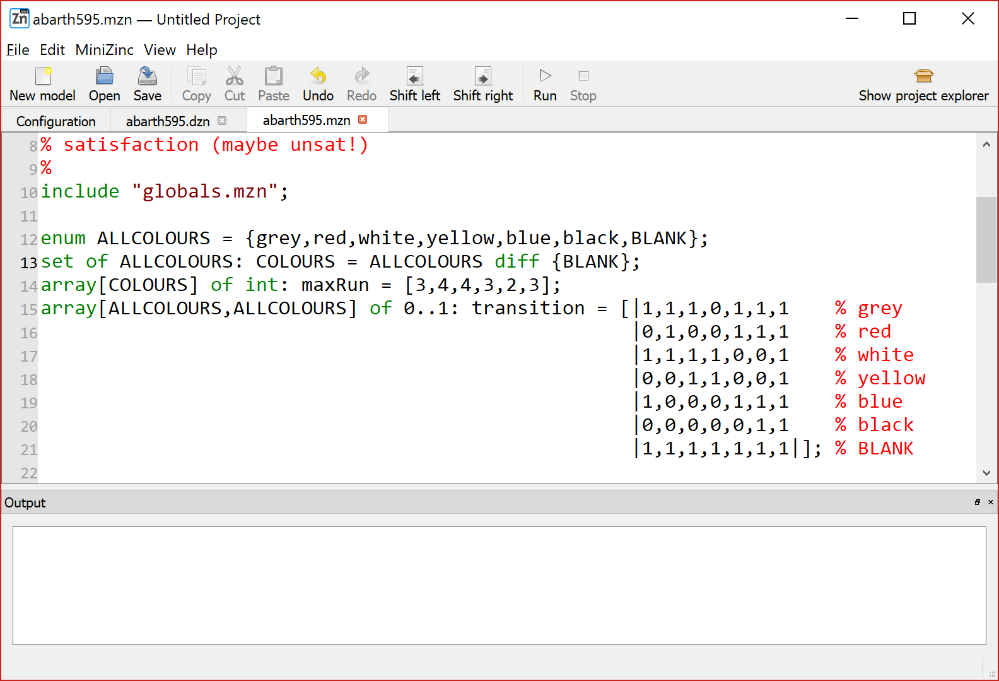 Zn Mini abarth595.mzn — Untitled Project
File Edit MiniZinc View Help
New model Open Save Copy Cut Paste Undo Redo Shift left Shift right Run Stop Show project explorer
Configuration abarth595.dzn abarth595.mzn
8 % satisfaction (maybe unsat!)
9 %
10 include "globals.mzn";
11
12 enum ALLCOLOURS = {grey,red,white,yellow,blue,black,BLANK};
13 set of ALLCOLOURS: COLOURS = ALLCOLOURS diff {BLANK};
14 array[COLOURS] of int: maxRun = [3,4,4,3,2,3];
15 array[ALLCOLOURS,ALLCOLOURS] of 0..1: transition = [|1,1,1,0,1,1,1 % grey
16 |0,1,0,0,1,1,1 % red
17 |1,1,1,1,0,0,1 % white
18 |0,0,1,1,0,0,1 % yellow
19 |1,0,0,0,1,1,1 % blue
20 |0,0,0,0,0,1,1 % black
21 |1,1,1,1,1,1,1|]; % BLANK
22
Output